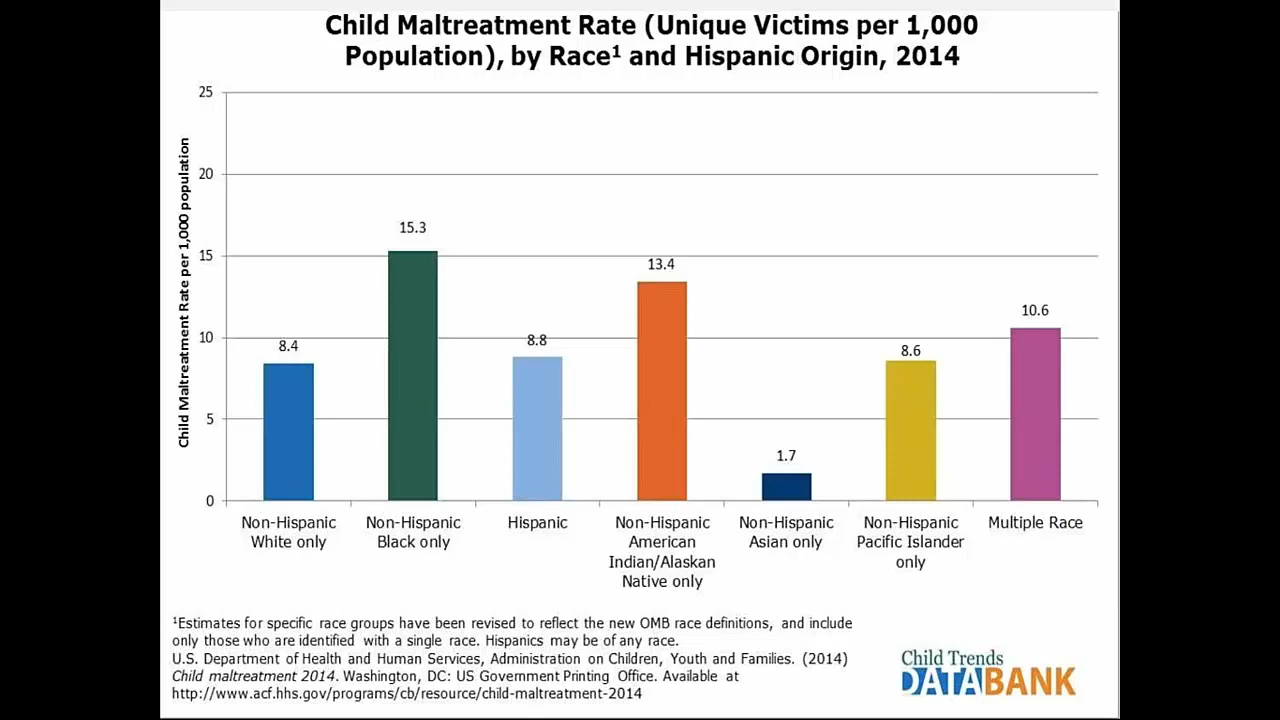 Child Maltreatment Rate (Unique Victims per 1,000
Population), by Race¹ and Hispanic Origin, 2014
Child Maltreatment Rate per 1,000 population
25
20
15
10
5
0
8.4
15.3
8.8
13.4
1.7
8.6
10.6
Non-Hispanic
White only
Non-Hispanic
Black only
Hispanic
Non-Hispanic
American
Indian/Alaskan
Native only
Non-Hispanic
Asian only
Non-Hispanic
Pacific Islander
only
Multiple Race
¹Estimates for specific race groups have been revised to reflect the new OMB race definitions, and include
only those who are identified with a single race. Hispanics may be of any race.
U.S. Department of Health and Human Services, Administration on Children, Youth and Families. (2014)
Child maltreatment 2014. Washington, DC: US Government Printing Office. Available at
http://www.acf.hhs.gov/programs/cb/resource/child-maltreatment-2014
Child Trends
DATABANK